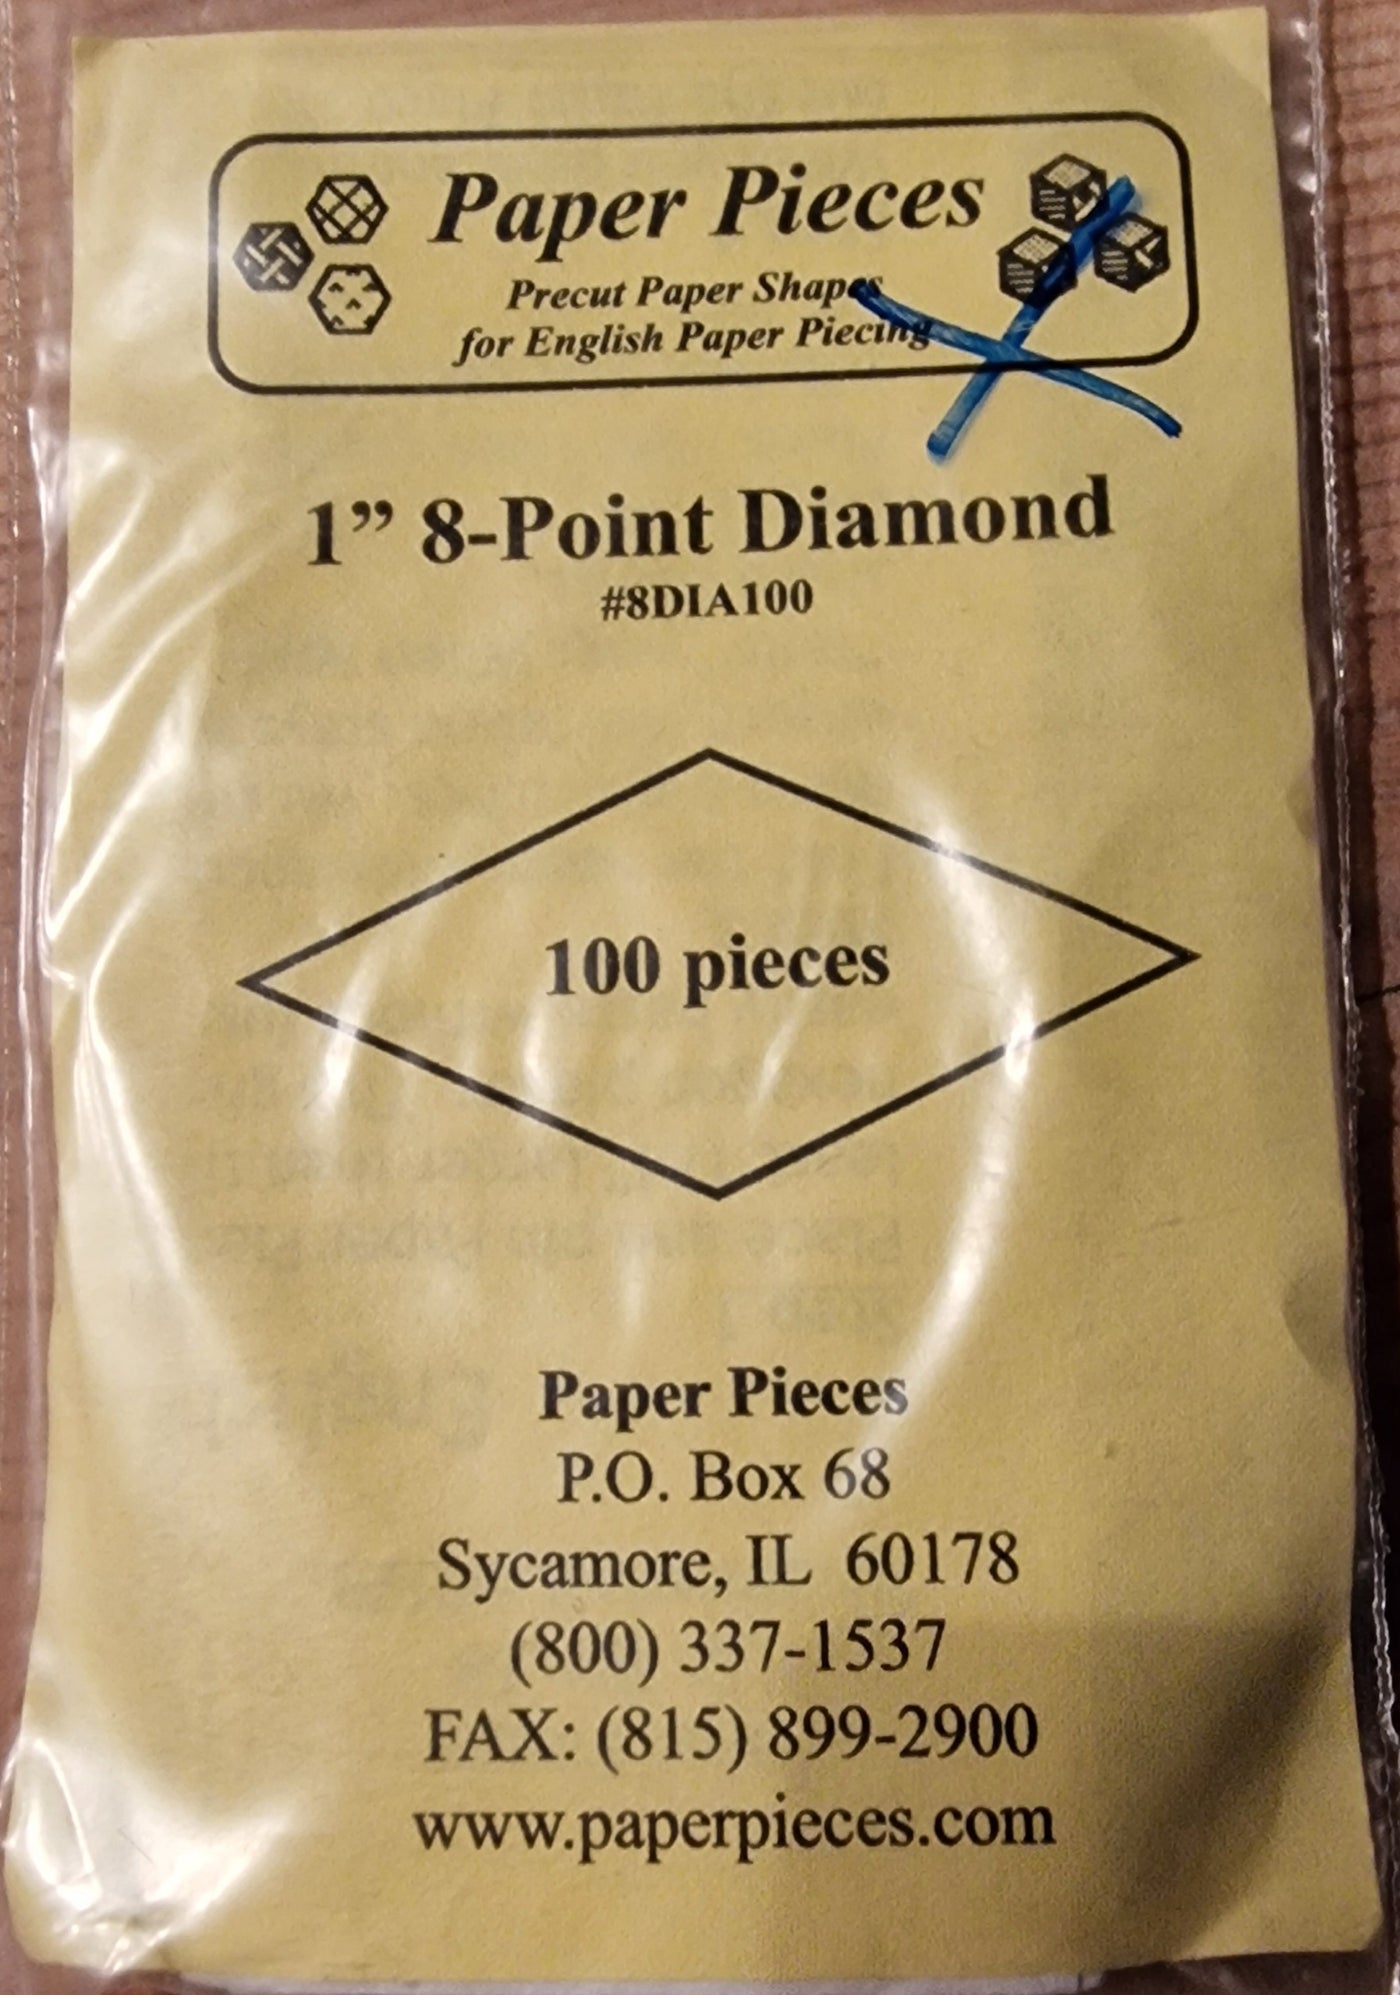 Paper Pieces
Precut Paper Shapes
for English Paper Piecing
1” 8-Point Diamond
#8DIA100
100 pieces
Paper Pieces
P.O. Box 68
Sycamore, IL 60178
(800) 337-1537
FAX: (815) 899-2900
www.paperpieces.com